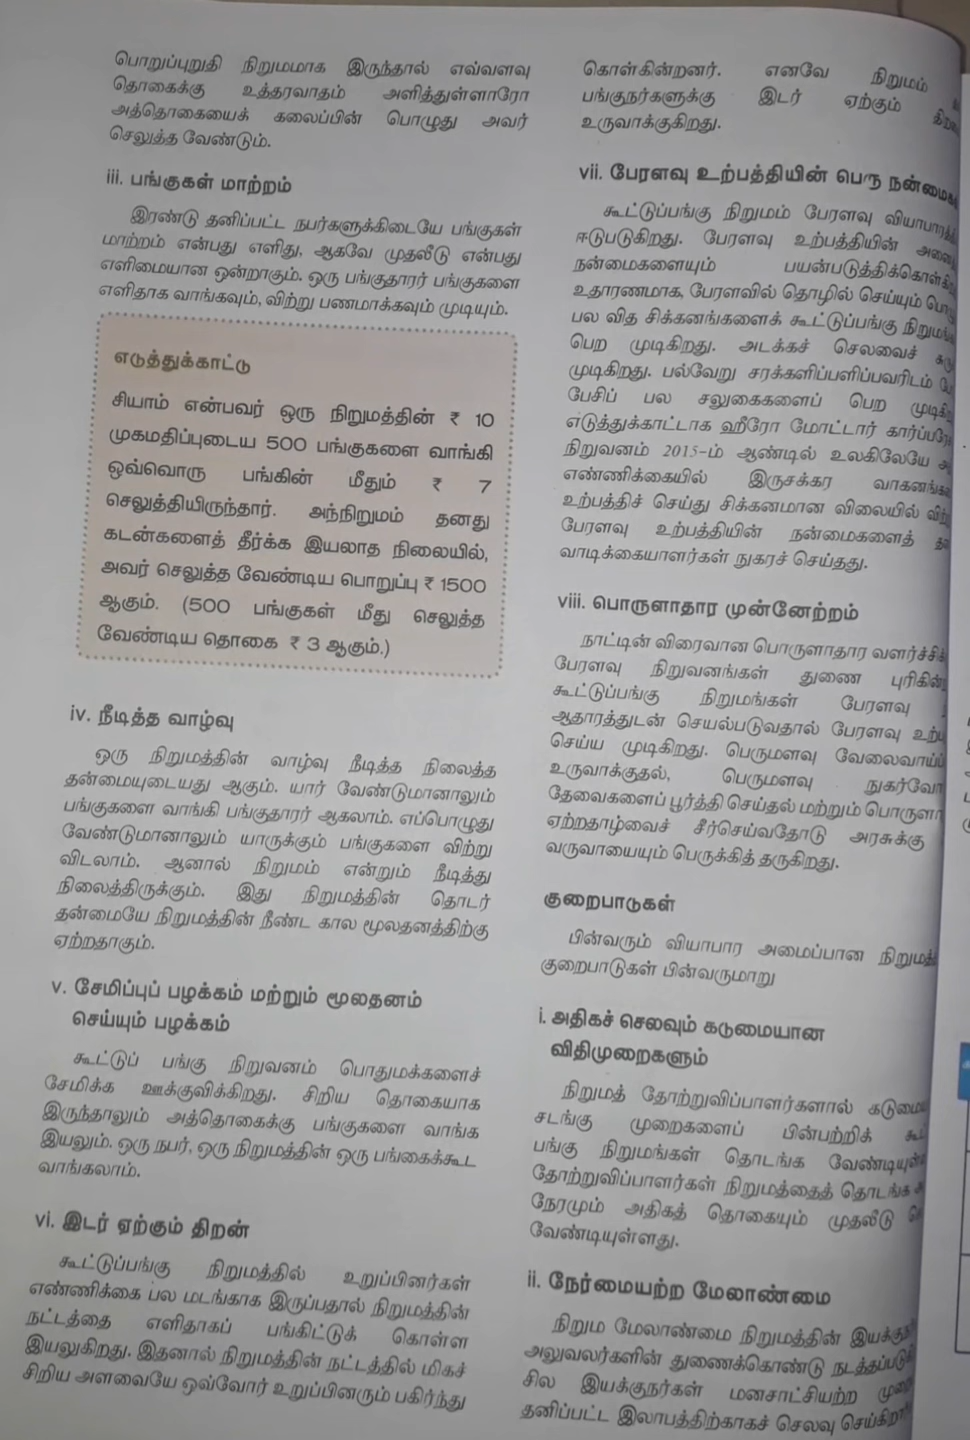 பொறுப்புறுதி நிறுமமாக இருந்தால் எவ்வளவு
தொகைக்கு உத்தரவாதம் அளித்துள்ளாரோ
அத்தொகையைக் கலைப்பின் பொழுது அவர்
செலுத்த வேண்டும்.
iii. பங்குகள் மாற்றம்
இரண்டு தனிப்பட்ட நபர்களுக்கிடையே பங்குகள்
மாற்றம் என்பது எளிது, ஆகவே முதலீடு என்பது
எளிமையான ஒன்றாகும். ஒரு பங்குதாரர் பங்குகளை
எளிதாக வாங்கவும், விற்று பணமாக்கவும் முடியும்.
எடுத்துக்காட்டு
சியாம் என்பவர் ஒரு நிறுமத்தின் ₹ 10
முகமதிப்புடைய 500 பங்குகளை வாங்கி
ஒவ்வொரு பங்கின் மீதும் ₹ 7
செலுத்தியிருந்தார். அந்நிறுமம் தனது
கடன்களைத் தீர்க்க இயலாத நிலையில்,
அவர் செலுத்த வேண்டிய பொறுப்பு ₹ 1500
ஆகும். (500 பங்குகள் மீது செலுத்த
வேண்டிய தொகை ₹ 3 ஆகும்.)
iv. நீடித்த வாழ்வு
ஒரு நிறுமத்தின் வாழ்வு நீடித்த நிலைத்த
தன்மையுடையது ஆகும். யார் வேண்டுமானாலும்
பங்குகளை வாங்கி பங்குதாரர் ஆகலாம். எப்பொழுது
வேண்டுமானாலும் யாருக்கும் பங்குகளை விற்று
விடலாம். ஆனால் நிறுமம் என்றும் நீடித்து
நிலைத்திருக்கும். இது நிறுமத்தின் தொடர்
தன்மையே நிறுமத்தின் நீண்ட கால மூலதனத்திற்கு
ஏற்றதாகும்.
v. சேமிப்புப் பழக்கம் மற்றும் மூலதனம்
செய்யும் பழக்கம்
கூட்டுப் பங்கு நிறுவனம் பொதுமக்களைச்
சேமிக்க ஊக்குவிக்கிறது. சிறிய தொகையாக
இருந்தாலும் அத்தொகைக்கு பங்குகளை வாங்க
இயலும். ஒரு நபர், ஒரு நிறுமத்தின் ஒரு பங்கைக்கூட
வாங்கலாம்.
vi. இடர் ஏற்கும் திறன்
கூட்டுப்பங்கு நிறுமத்தில் உறுப்பினர்கள்
எண்ணிக்கை பல மடங்காக இருப்பதால் நிறுமத்தின்
நட்டத்தை எளிதாகப் பங்கிட்டுக் கொள்ள
இயலுகிறது. இதனால் நிறுமத்தின் நட்டத்தில் மிகச்
சிறிய அளவையே ஒவ்வோர் உறுப்பினரும் பகிர்ந்து
கொள்கின்றனர். எனவே நிறுமம்
பங்குநர்களுக்கு இடர் ஏற்கும்
உருவாக்குகிறது.
vii. பேரளவு உற்பத்தியின் பெரு
கூட்டுப்பங்கு நிறுமம் பேரளவு
ஈடுபடுகிறது. பேரளவு உற்பத்தியின்
நன்மைகளையும்
உதாரணமாக, பேரளவில் தொழில் செய்யும்
பல வித சிக்கனங்களைக் கூட்டுப்பங்கு
பெற முடிகிறது. அடக்கச் செலவைச்
முடிகிறது. பல்வேறு சரக்களிப்பளிப்பவரிடம்
பேசிப் பல சலுகைகளைப் பெற
எடுத்துக்காட்டாக ஹீரோ மோட்டார்
நிறுவனம் 2015-ம் ஆண்டில் உலகிலேயே
எண்ணிக்கையில் இருசக்கர
உற்பத்திச் செய்து சிக்கனமான விலையில்
பேரளவு உற்பத்தியின் நன்மைகளைத்
வாடிக்கையாளர்கள் நுகரச் செய்தது.
viii. பொருளாதார முன்னேற்றம்
நாட்டின் விரைவான பொருளாதார
பேரளவு நிறுவனங்கள் துணை
கூட்டுப்பங்கு நிறுமங்கள் பேரளவு
ஆதாரத்துடன் செயல்படுவதால் பேரளவு
செய்ய முடிகிறது. பெருமளவு
உருவாக்குதல், பெருமளவு
தேவைகளைப் பூர்த்தி செய்தல் மற்றும்
ஏற்றதாழ்வைச் சீர்செய்வதோடு அரசுக்கு
வருவாயையும் பெருக்கித் தருகிறது.
குறைபாடுகள்
பின்வரும் வியாபார அமைப்பான
குறைபாடுகள் பின்வருமாறு
i. அதிகச் செலவும் கடுமையான
விதிமுறைகளும்
நிறுமத் தோற்றுவிப்பாளர்களால்
சடங்கு முறைகளைப் பின்பற்றிக்
பங்கு நிறுமங்கள் தொடங்க
தோற்றுவிப்பாளர்கள் நிறுமத்தைத் தொடங்க
நேரமும் அதிகத் தொகையும் முதலீடு
வேண்டியுள்ளது.
ii. நேர்மையற்ற மேலாண்மை
நிறும மேலாண்மை நிறுமத்தின்
அலுவலர்களின் துணைக்கொண்டு
சில இயக்குநர்கள் மனசாட்சியற்ற
தனிப்பட்ட இலாபத்திற்காகச் செலவு